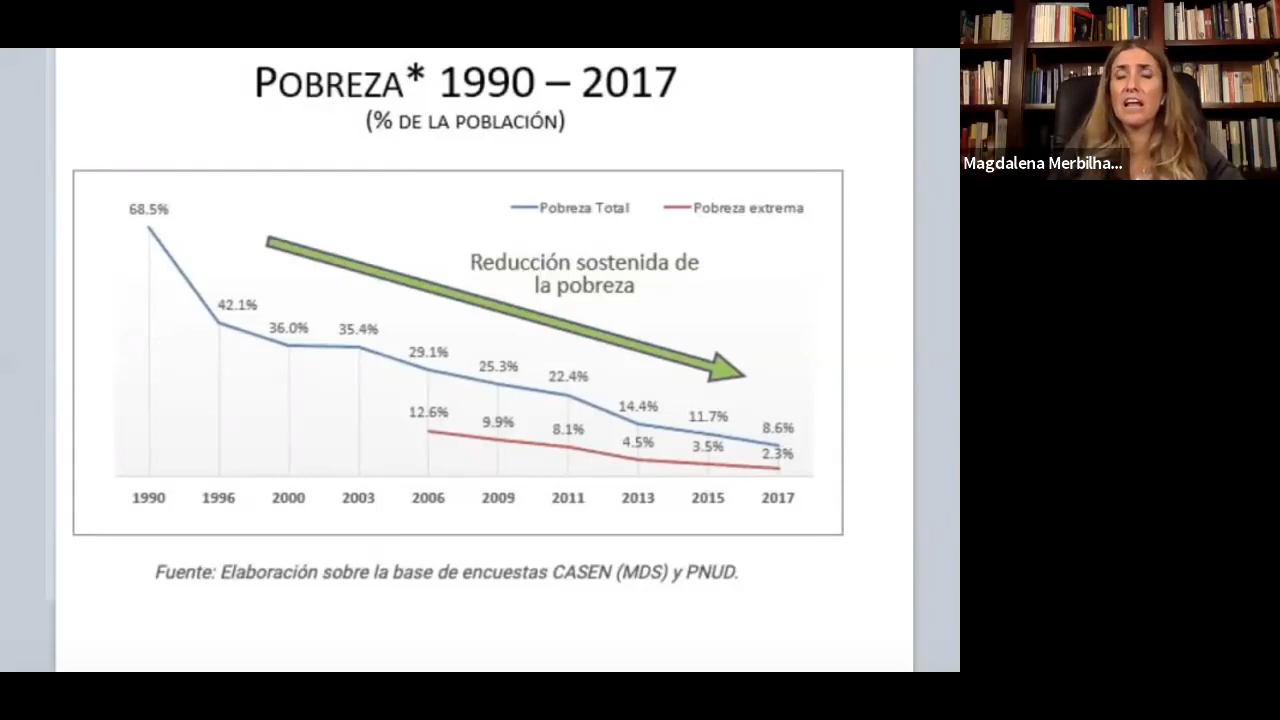 POBREZA* 1990 – 2017
(% DE LA POBLACIÓN)
68.5%
Pobreza Total
Pobreza extrema
Reducción sostenida de
la pobreza
42.1%
36.0%
35.4%
29.1%
25.3%
22.4%
14.4%
11.7%
8.6%
12.6%
9.9%
8.1%
4.5%
3.5%
2.3%
1990 1996 2000 2003 2006 2009 2011 2013 2015 2017
Fuente: Elaboración sobre la base de encuestas CASEN (MDS) y PNUD.
Magdalena Merbilha...